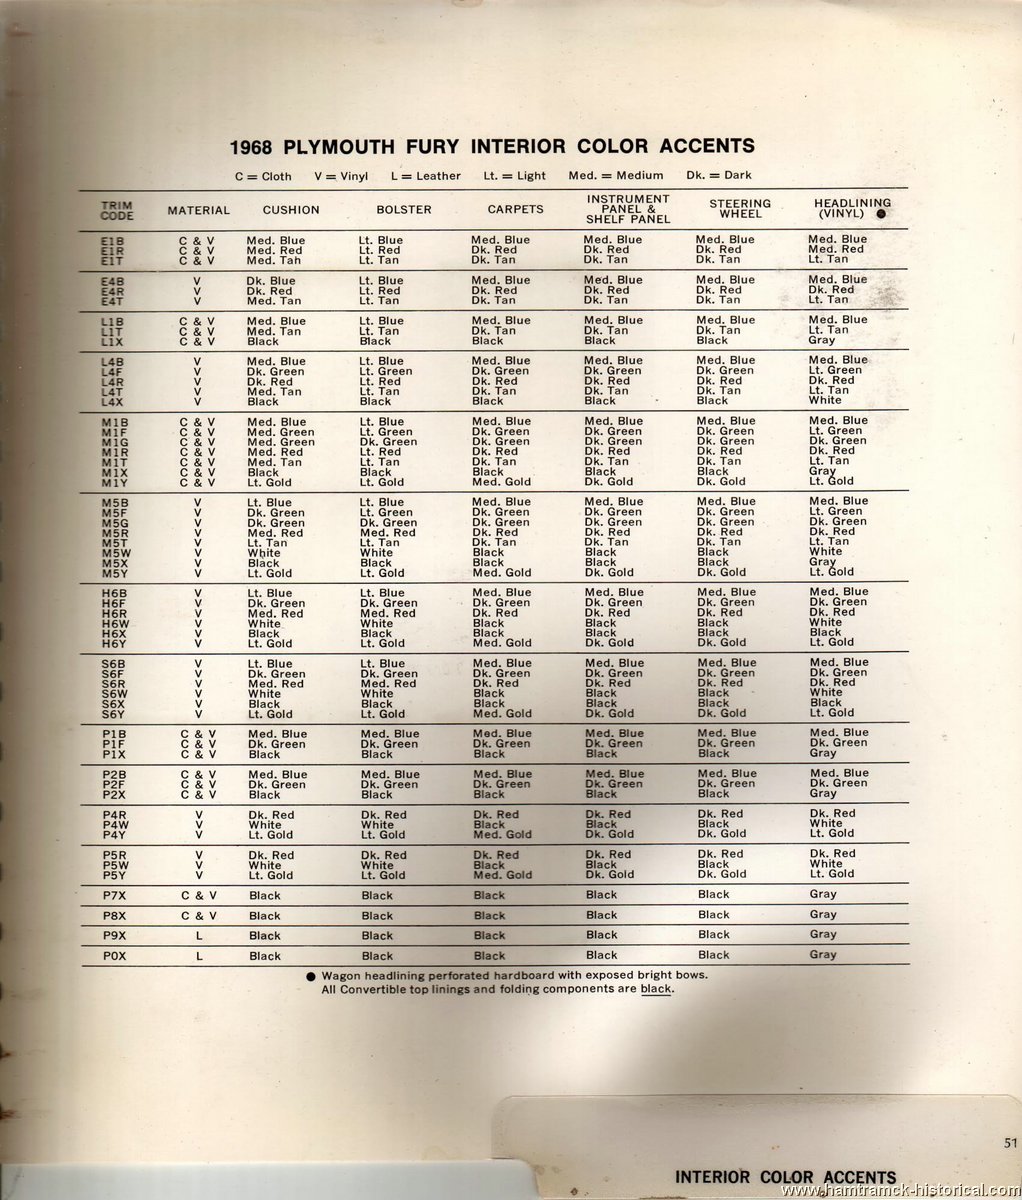 1968 PLYMOUTH FURY INTERIOR COLOR ACCENTS
C = Cloth V = Vinyl L = Leather Lt. = Light Med. = Medium Dk. = Dark
TRIM CODE MATERIAL CUSHION BOLSTER CARPETS INSTRUMENT PANEL & SHELF PANEL STEERING WHEEL HEADLINING (VINYL) ●
E1B C & V Med. Blue Lt. Blue Med. Blue Med. Blue Med. Blue Med. Blue
E1R C & V Med. Red Lt. Red Dk. Red Dk. Red Dk. Red Med. Red
E1T C & V Med. Tah Lt. Tan Dk. Tan Dk. Tan Dk. Tan Lt. Tan
E4B V Dk. Blue Lt. Blue Med. Blue Med. Blue Med. Blue Med. Blue
E4R V Dk. Red Lt. Red Dk. Red Dk. Red Dk. Red Dk. Red
E4T V Med. Tan Lt. Tan Dk. Tan Dk. Tan Dk. Tan Lt. Tan
L1B C & V Med. Blue Lt. Blue Med. Blue Med. Blue Med. Blue Med. Blue
L1T C & V Med. Tan Lt. Tan Dk. Tan Dk. Tan Dk. Tan Lt. Tan
L1X C & V Black Black Black Black Black Gray
L4B V Med. Blue Lt. Blue Med. Blue Med. Blue Med. Blue Med. Blue
L4F V Dk. Green Lt. Green Dk. Green Dk. Green Dk. Green Lt. Green
L4R V Dk. Red Lt. Red Dk. Red Dk. Red Dk. Red Dk. Red
L4T V Med. Tan Lt. Tan Dk. Tan Dk. Tan Dk. Tan Lt. Tan
L4X V Black Black Black Black Black White
M1B C & V Med. Blue Lt. Blue Med. Blue Med. Blue Med. Blue Med. Blue
M1F C & V Med. Green Lt. Green Dk. Green Dk. Green Dk. Green Lt. Green
M1G C & V Med. Green Dk. Green Dk. Green Dk. Green Dk. Green Dk. Green
M1R C & V Med. Red Lt. Red Dk. Red Dk. Red Dk. Red Dk. Red
M1T C & V Med. Tan Lt. Tan Dk. Tan Dk. Tan Dk. Tan Lt. Tan
M1X C & V Black Black Black Black Black Gray
M1Y C & V Lt. Gold Lt. Gold Med. Gold Dk. Gold Dk. Gold Lt. Gold
M5B V Lt. Blue Lt. Blue Med. Blue Med. Blue Med. Blue Med. Blue
M5F V Dk. Green Lt. Green Dk. Green Dk. Green Dk. Green Lt. Green
M5G V Dk. Green Dk. Green Dk. Green Dk. Green Dk. Green Dk. Green
M5R V Med. Red Med. Red Dk. Red Dk. Red Dk. Red Dk. Red
M5T V Lt. Tan Lt. Tan Dk. Tan Dk. Tan Dk. Tan Lt. Tan
M5W V White White Black Black Black White
M5X V Black Black Black Black Black Gray
M5Y V Lt. Gold Lt. Gold Med. Gold Dk. Gold Dk. Gold Lt. Gold
H6B V Lt. Blue Lt. Blue Med. Blue Med. Blue Med. Blue Med. Blue
H6F V Dk. Green Dk. Green Dk. Green Dk. Green Dk. Green Dk. Green
H6R V Med. Red Med. Red Dk. Red Dk. Red Dk. Red Dk. Red
H6W V White White Black Black Black White
H6X V Black Black Black Black Black Black
H6Y V Lt. Gold Lt. Gold Med. Gold Dk. Gold Dk. Gold Lt. Gold
S6B V Lt. Blue Lt. Blue Med. Blue Med. Blue Med. Blue Med. Blue
S6F V Dk. Green Dk. Green Dk. Green Dk. Green Dk. Green Dk. Green
S6R V Med. Red Med. Red Dk. Red Dk. Red Dk. Red Dk. Red
S6W V White White Black Black Black White
S6X V Black Black Black Black Black Black
S6Y V Lt. Gold Lt. Gold Med. Gold Dk. Gold Dk. Gold Lt. Gold
P1B C & V Med. Blue Med. Blue Med. Blue Med. Blue Med. Blue Med. Blue
P1F C & V Dk. Green Dk. Green Dk. Green Dk. Green Dk. Green Dk. Green
P1X C & V Black Black Black Black Black Gray
P2B C & V Med. Blue Med. Blue Med. Blue Med. Blue Med. Blue Med. Blue
P2F C & V Dk. Green Dk. Green Dk. Green Dk. Green Dk. Green Dk. Green
P2X C & V Black Black Black Black Black Gray
P4R V Dk. Red Dk. Red Dk. Red Dk. Red Dk. Red Dk. Red
P4W V White White Black Black Black White
P4Y V Lt. Gold Lt. Gold Med. Gold Dk. Gold Dk. Gold Lt. Gold
P5R V Dk. Red Dk. Red Dk. Red Dk. Red Dk. Red Dk. Red
P5W V White White Black Black Black White
P5Y V Lt. Gold Lt. Gold Med. Gold Dk. Gold Dk. Gold Lt. Gold
P7X C & V Black Black Black Black Black Gray
P8X C & V Black Black Black Black Black Gray
P9X L Black Black Black Black Black Gray
P0X L Black Black Black Black Black Gray
● Wagon headlining perforated hardboard with exposed bright bows.
All Convertible top linings and folding components are black.
51
INTERIOR COLOR ACCENTS
www.hamtramck-historical.com